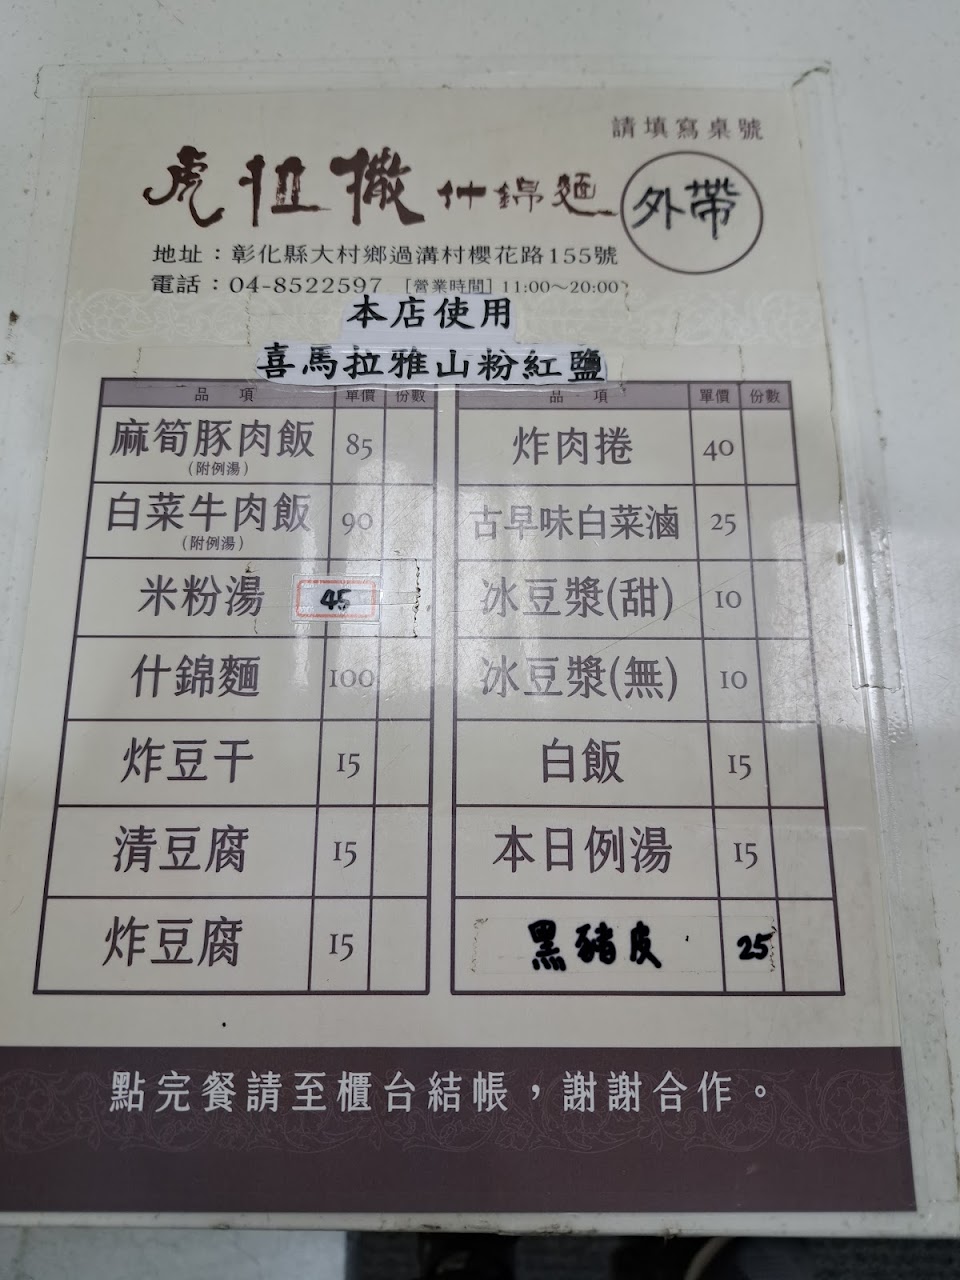 請填寫桌號
虎担撒什錦麵
外帶
地址：彰化縣大村鄉過溝村櫻花路155號
電話：04-8522597 [營業時間] 11:00～20:00
本店使用
喜馬拉雅山粉紅鹽
品項 單價 份數
麻筍豚肉飯 85
(附例湯)
白菜牛肉飯 90
(附例湯)
米粉湯 45
什錦麵 100
炸豆干 15
清豆腐 15
炸豆腐 15
品項 單價 份數
炸肉捲 40
古早味白菜滷 25
冰豆漿(甜) 10
冰豆漿(無) 10
白飯 15
本日例湯 15
黑豬皮 25
點完餐請至櫃台結帳，謝謝合作。